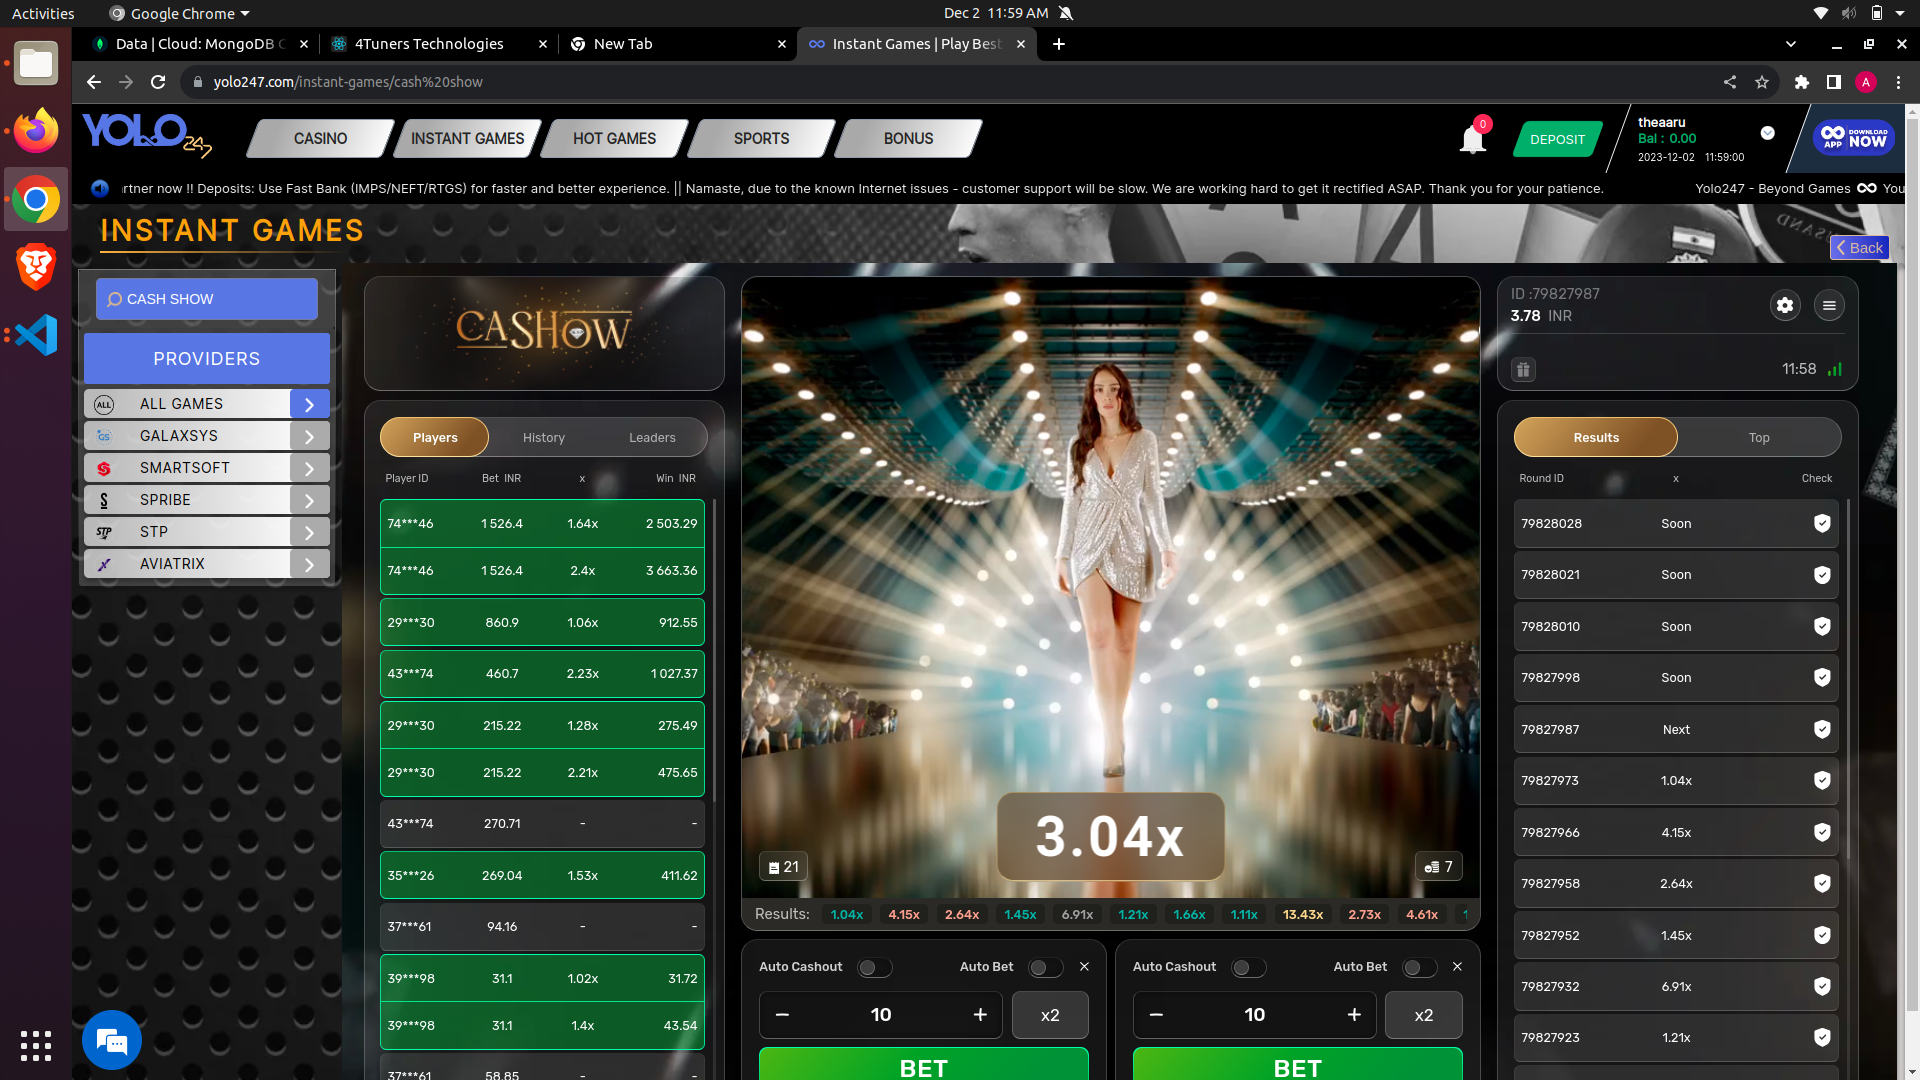 Activities
Google Chrome
Dec 2 11:59 AM
Data | Cloud: MongoDB C
4Tuners Technologies
New Tab
Instant Games | Play Best
yolo247.com/instant-games/cash%20show
A
YOLO 247
CASINO
INSTANT GAMES
HOT GAMES
SPORTS
BONUS
0
DEPOSIT
theaaru
Bal : 0.00
2023-12-02 11:59:00
APP
DOWNLOAD
NOW
rtner now !! Deposits: Use Fast Bank (IMPS/NEFT/RTGS) for faster and better experience. || Namaste, due to the known Internet issues - customer support will be slow. We are working hard to get it rectified ASAP. Thank you for your patience.
Yolo247 - Beyond Games
You
INSTANT GAMES
Back
CASH SHOW
PROVIDERS
ALL
ALL GAMES
GS
GALAXSYS
SMARTSOFT
SPRIBE
STP
STP
AVIATRIX
CASHOW
Players
History
Leaders
Player ID
Bet INR
x
Win INR
74***46 1 526.4 1.64x 2 503.29
74***46 1 526.4 2.4x 3 663.36
29***30 860.9 1.06x 912.55
43***74 460.7 2.23x 1 027.37
29***30 215.22 1.28x 275.49
29***30 215.22 2.21x 475.65
43***74 270.71 - -
35***26 269.04 1.53x 411.62
37***61 94.16 - -
39***98 31.1 1.02x 31.72
39***98 31.1 1.4x 43.54
37***61 58.85 - -
3.04x
21
7
Results: 1.04x 4.15x 2.64x 1.45x 6.91x 1.21x 1.66x 1.11x 13.43x 2.73x 4.61x
Auto Cashout
Auto Bet
10
x2
BET
Auto Cashout
Auto Bet
10
x2
BET
ID :79827987
3.78 INR
11:58
Results
Top
Round ID
x
Check
79828028 Soon
79828021 Soon
79828010 Soon
79827998 Soon
79827987 Next
79827973 1.04x
79827966 4.15x
79827958 2.64x
79827952 1.45x
79827932 6.91x
79827923 1.21x